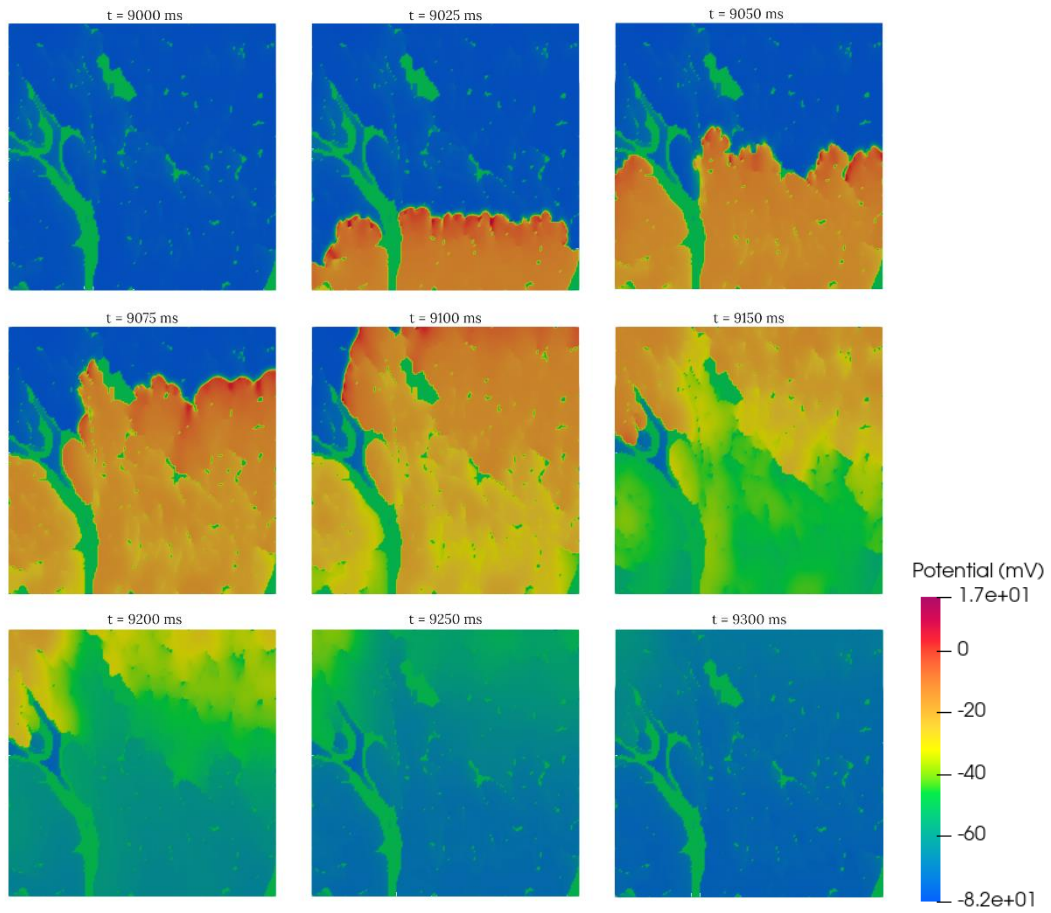 t = 9000 ms
t = 9025 ms
t = 9050 ms
t = 9075 ms
t = 9100 ms
t = 9150 ms
t = 9200 ms
t = 9250 ms
t = 9300 ms
Potential (mV)
1.7e+01
0
-20
-40
-60
-8.2e+01